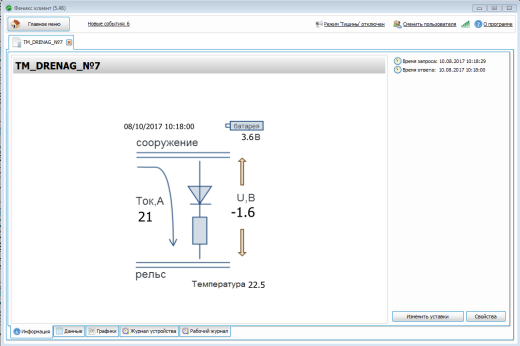 Феникс клиент (5.48)
Главное меню
Новые события: 6
Режим 'Тишины' отключен
Сменить пользователя
О программе
TM_DRENAG_№7
TM_DRENAG_№7
Время запроса: 10.08.2017 10:18:29
Время ответа: 10.08.2017 10:18:00
08/10/2017 10:18:00
батарея
3.6В
сооружение
Ток,А
21
U,В
-1.6
рельс
Температура 22.5
Изменить уставки
Свойства
Информация
Данные
Графики
Журнал устройства
Рабочий журнал